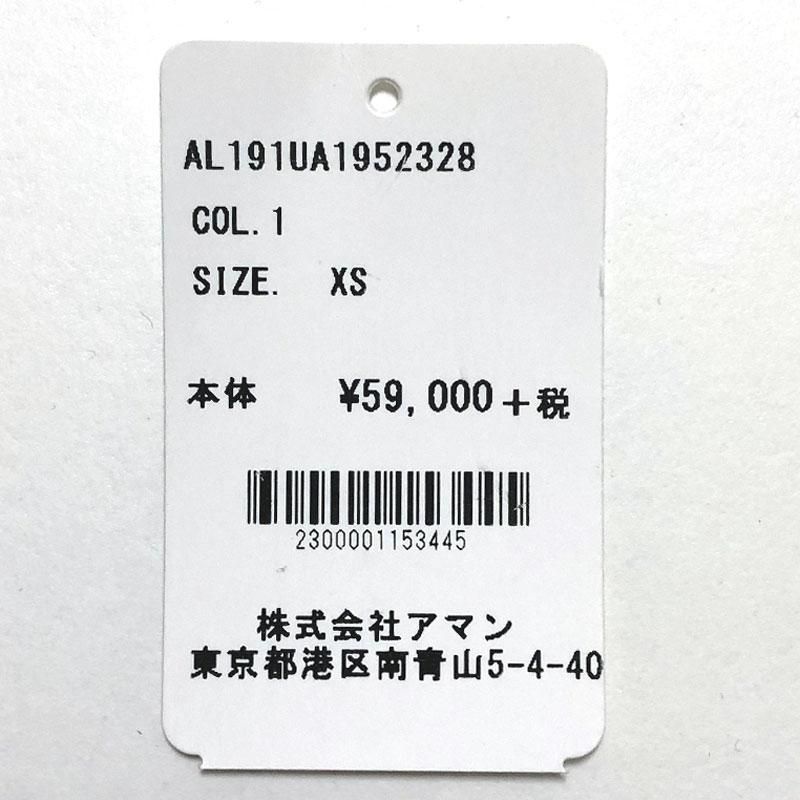 AL191UA1952328
COL.1
SIZE. XS
本体 ¥59,000+税
2300001153445
株式会社アマン
東京都港区南青山5-4-40